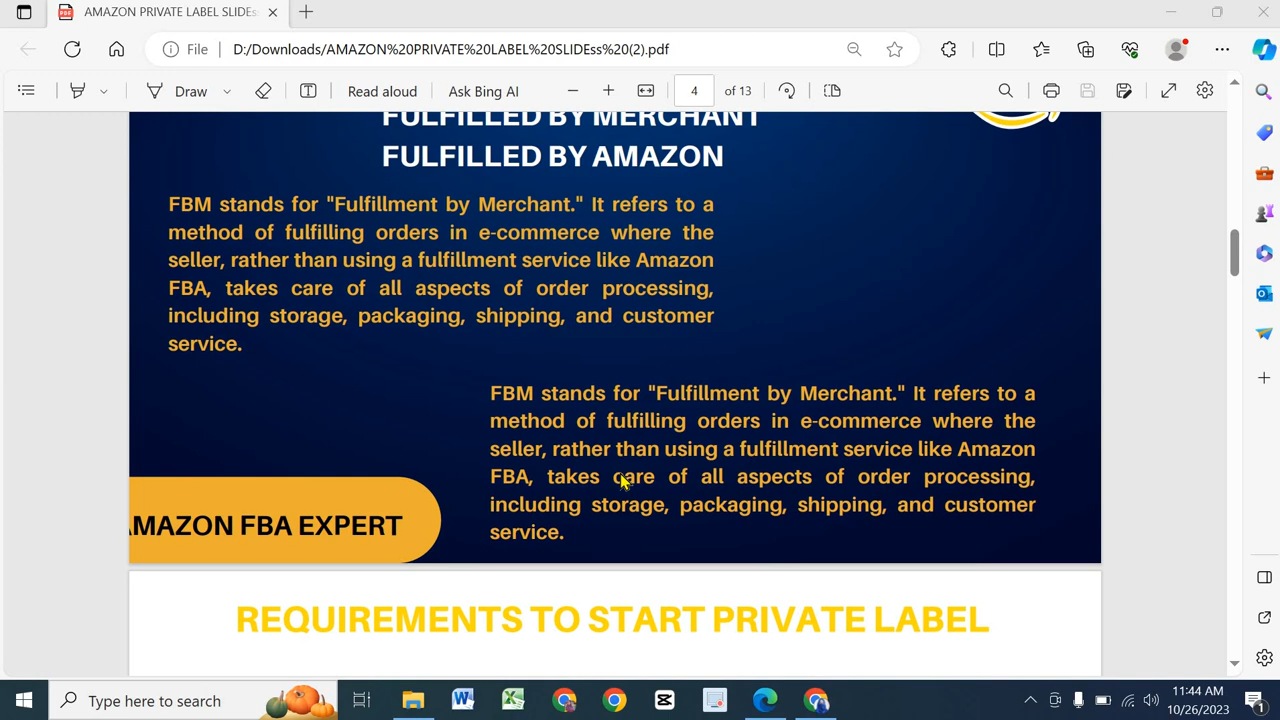 AMAZON PRIVATE LABEL SLIDEs
File
D:/Downloads/AMAZON%20PRIVATE%20LABEL%20SLIDEss%20(2).pdf
Draw
Read aloud
Ask Bing AI
4
of 13
FULFILLED BY MERCHANT
FULFILLED BY AMAZON
FBM stands for "Fulfillment by Merchant." It refers to a
method of fulfilling orders in e-commerce where the
seller, rather than using a fulfillment service like Amazon
FBA, takes care of all aspects of order processing,
including storage, packaging, shipping, and customer
service.
FBM stands for "Fulfillment by Merchant." It refers to a
method of fulfilling orders in e-commerce where the
seller, rather than using a fulfillment service like Amazon
FBA, takes care of all aspects of order processing,
including storage, packaging, shipping, and customer
service.
AMAZON FBA EXPERT
REQUIREMENTS TO START PRIVATE LABEL
Type here to search
11:44 AM
10/26/2023
1